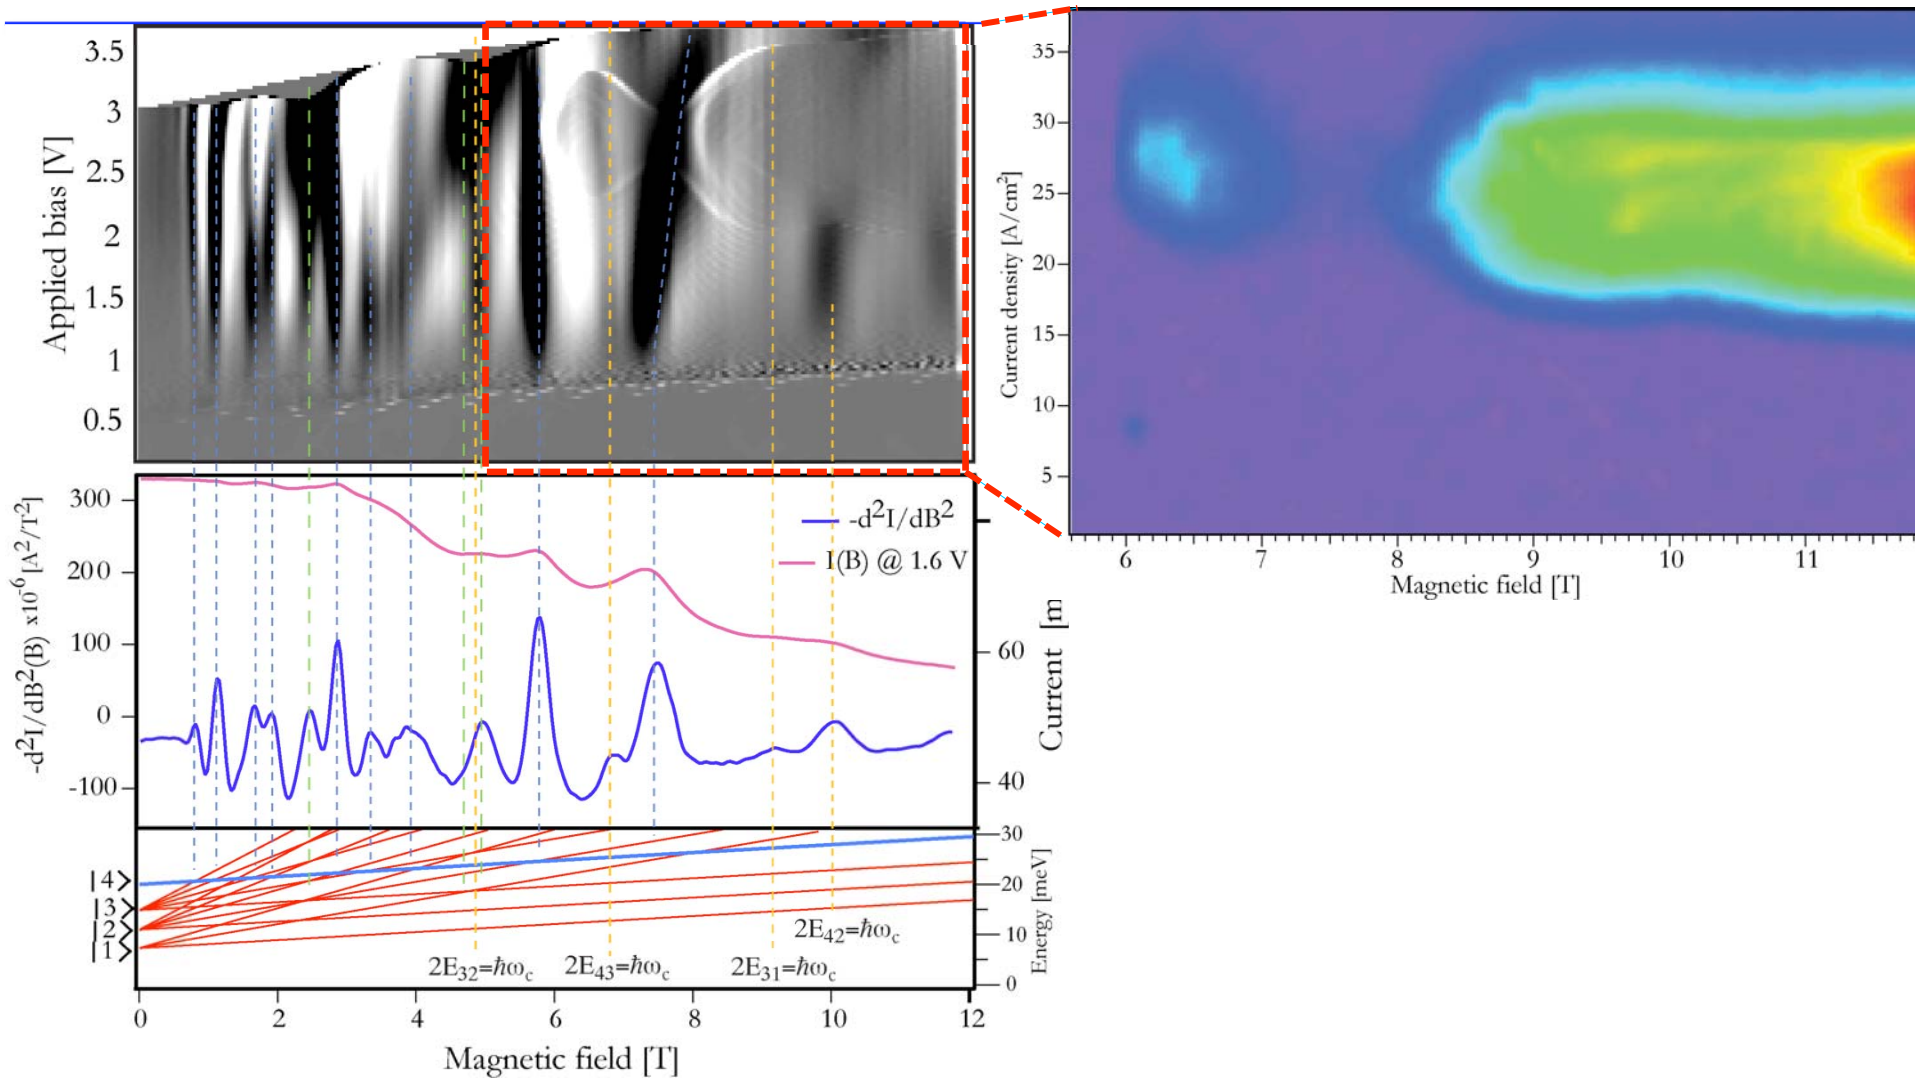 3.5
3
2.5
2
1.5
1
0.5
Applied bias [V]
35
30
25
20
15
10
5
Current density [A/cm²]
6 7 8 9 10 11
Magnetic field [T]
300
200
100
0
-100
-d²I/dB²(B) x10⁻⁶ [A²/T²]
-d²I/dB²
I(B) @ 1.6 V
60
40
Current [m
|4>
|3>
|2>
|1>
30
20
10
0
Energy [meV]
2E₄₂=ħω꜀
2E₃₂=ħω꜀ 2E₄₃=ħω꜀ 2E₃₁=ħω꜀
0 2 4 6 8 10 12
Magnetic field [T]